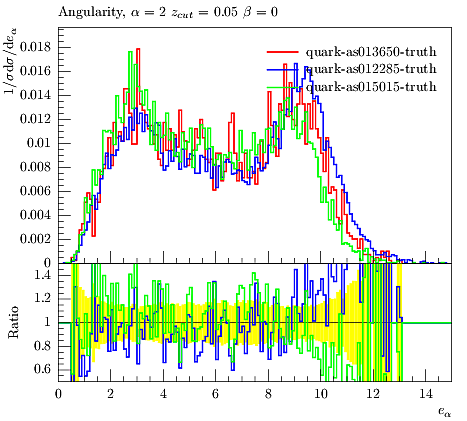 Angularity, α = 2 z_cut = 0.05 β = 0
1/σ dσ/de_α
quark-as013650-truth
quark-as012285-truth
quark-as015015-truth
0.018
0.016
0.014
0.012
0.01
0.008
0.006
0.004
0.002
0
Ratio
1.4
1.2
1
0.8
0.6
0 2 4 6 8 10 12 14
e_α